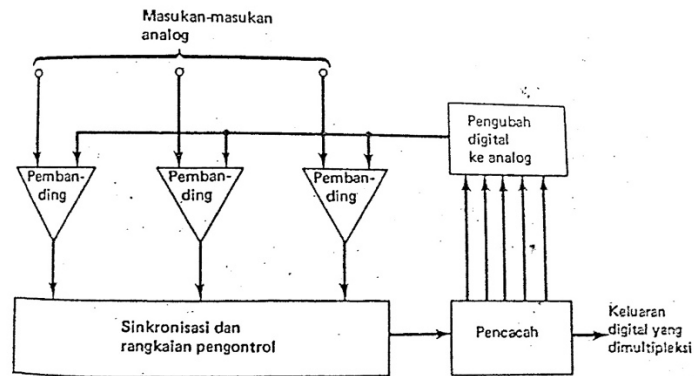 Masukan-masukan
analog
Pengubah
digital
ke analog
Pemban-
ding
Pemban-
ding
Pemban-
ding
Sinkronisasi dan
rangkaian pengontrol
Pencacah
Keluaran
digital yang
dimultipleksi